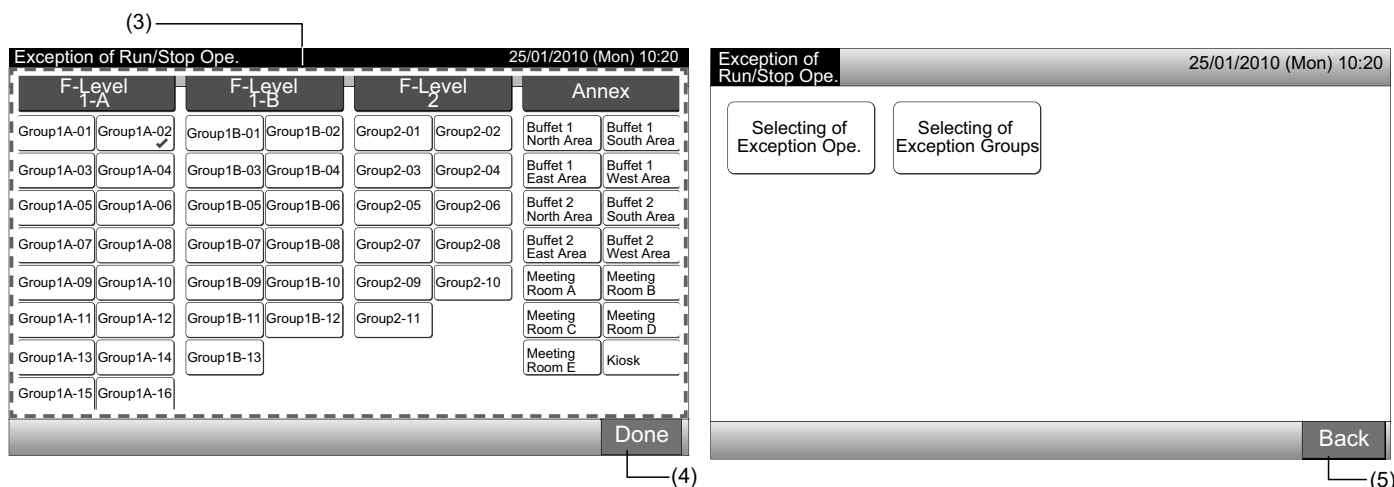 (3)
Exception of Run/Stop Ope. 25/01/2010 (Mon) 10:20
F-Level
1-A
F-Level
1-B
F-Level
2
Annex
Group1A-01 Group1A-02 Group1B-01 Group1B-02 Group2-01 Group2-02 Buffet 1 Buffet 1
North Area South Area
Group1A-03 Group1A-04 Group1B-03 Group1B-04 Group2-03 Group2-04 Buffet 1 Buffet 1
East Area West Area
Group1A-05 Group1A-06 Group1B-05 Group1B-06 Group2-05 Group2-06 Buffet 2 Buffet 2
North Area South Area
Group1A-07 Group1A-08 Group1B-07 Group1B-08 Group2-07 Group2-08 Buffet 2 Buffet 2
East Area West Area
Group1A-09 Group1A-10 Group1B-09 Group1B-10 Group2-09 Group2-10 Meeting Meeting
Room A Room B
Group1A-11 Group1A-12 Group1B-11 Group1B-12 Group2-11 Meeting Meeting
Room C Room D
Group1A-13 Group1A-14 Group1B-13 Meeting Kiosk
Room E
Group1A-15 Group1A-16
Done
(4)
Exception of
Run/Stop Ope.
25/01/2010 (Mon) 10:20
Selecting of
Exception Ope.
Selecting of
Exception Groups
Back
(5)